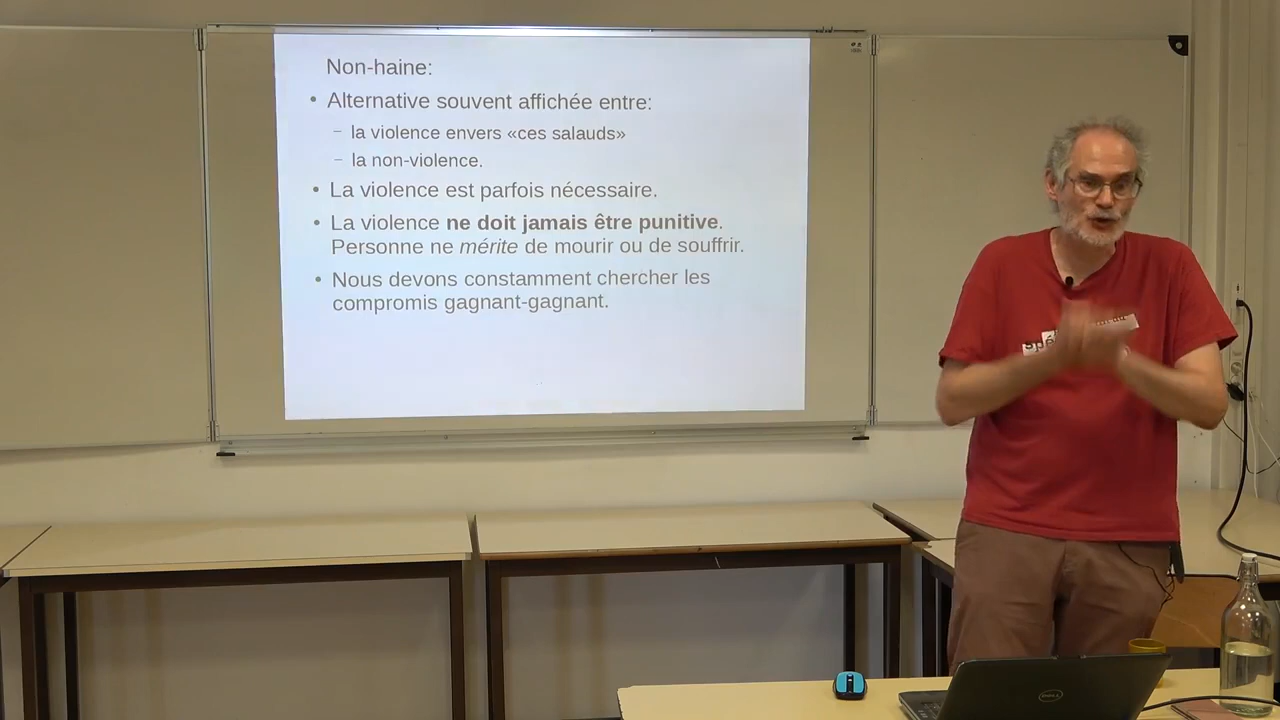 Non-haine:
• Alternative souvent affichée entre:
– la violence envers «ces salauds»
– la non-violence.
• La violence est parfois nécessaire.
• La violence ne doit jamais être punitive.
Personne ne mérite de mourir ou de souffrir.
• Nous devons constamment chercher les
compromis gagnant-gagnant.
DELL